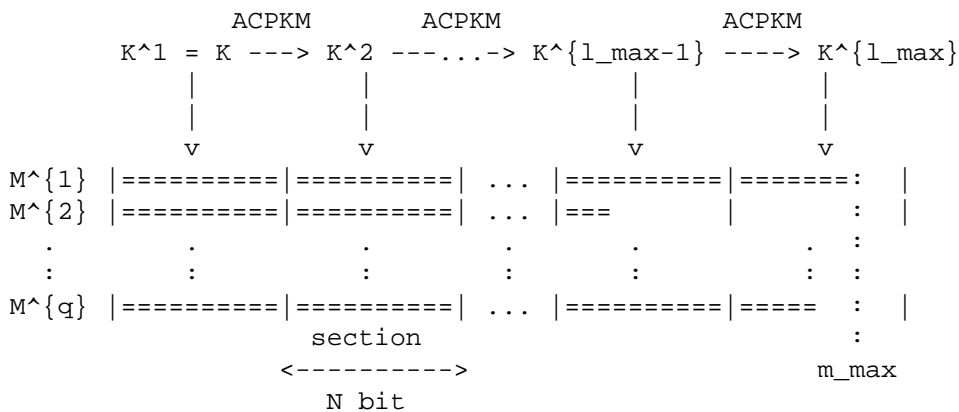 ACPKM ACPKM ACPKM
K^1 = K ---> K^2 ---...-> K^{l_max-1} ----> K^{l_max}
| | | |
| | | |
v v v v
M^{1} |==========|==========| ... |==========|=======: |
M^{2} |==========|==========| ... |=== | : |
. . . . . . :
: : : : : : :
M^{q} |==========|==========| ... |==========|===== : |
section :
<----------> m_max
N bit